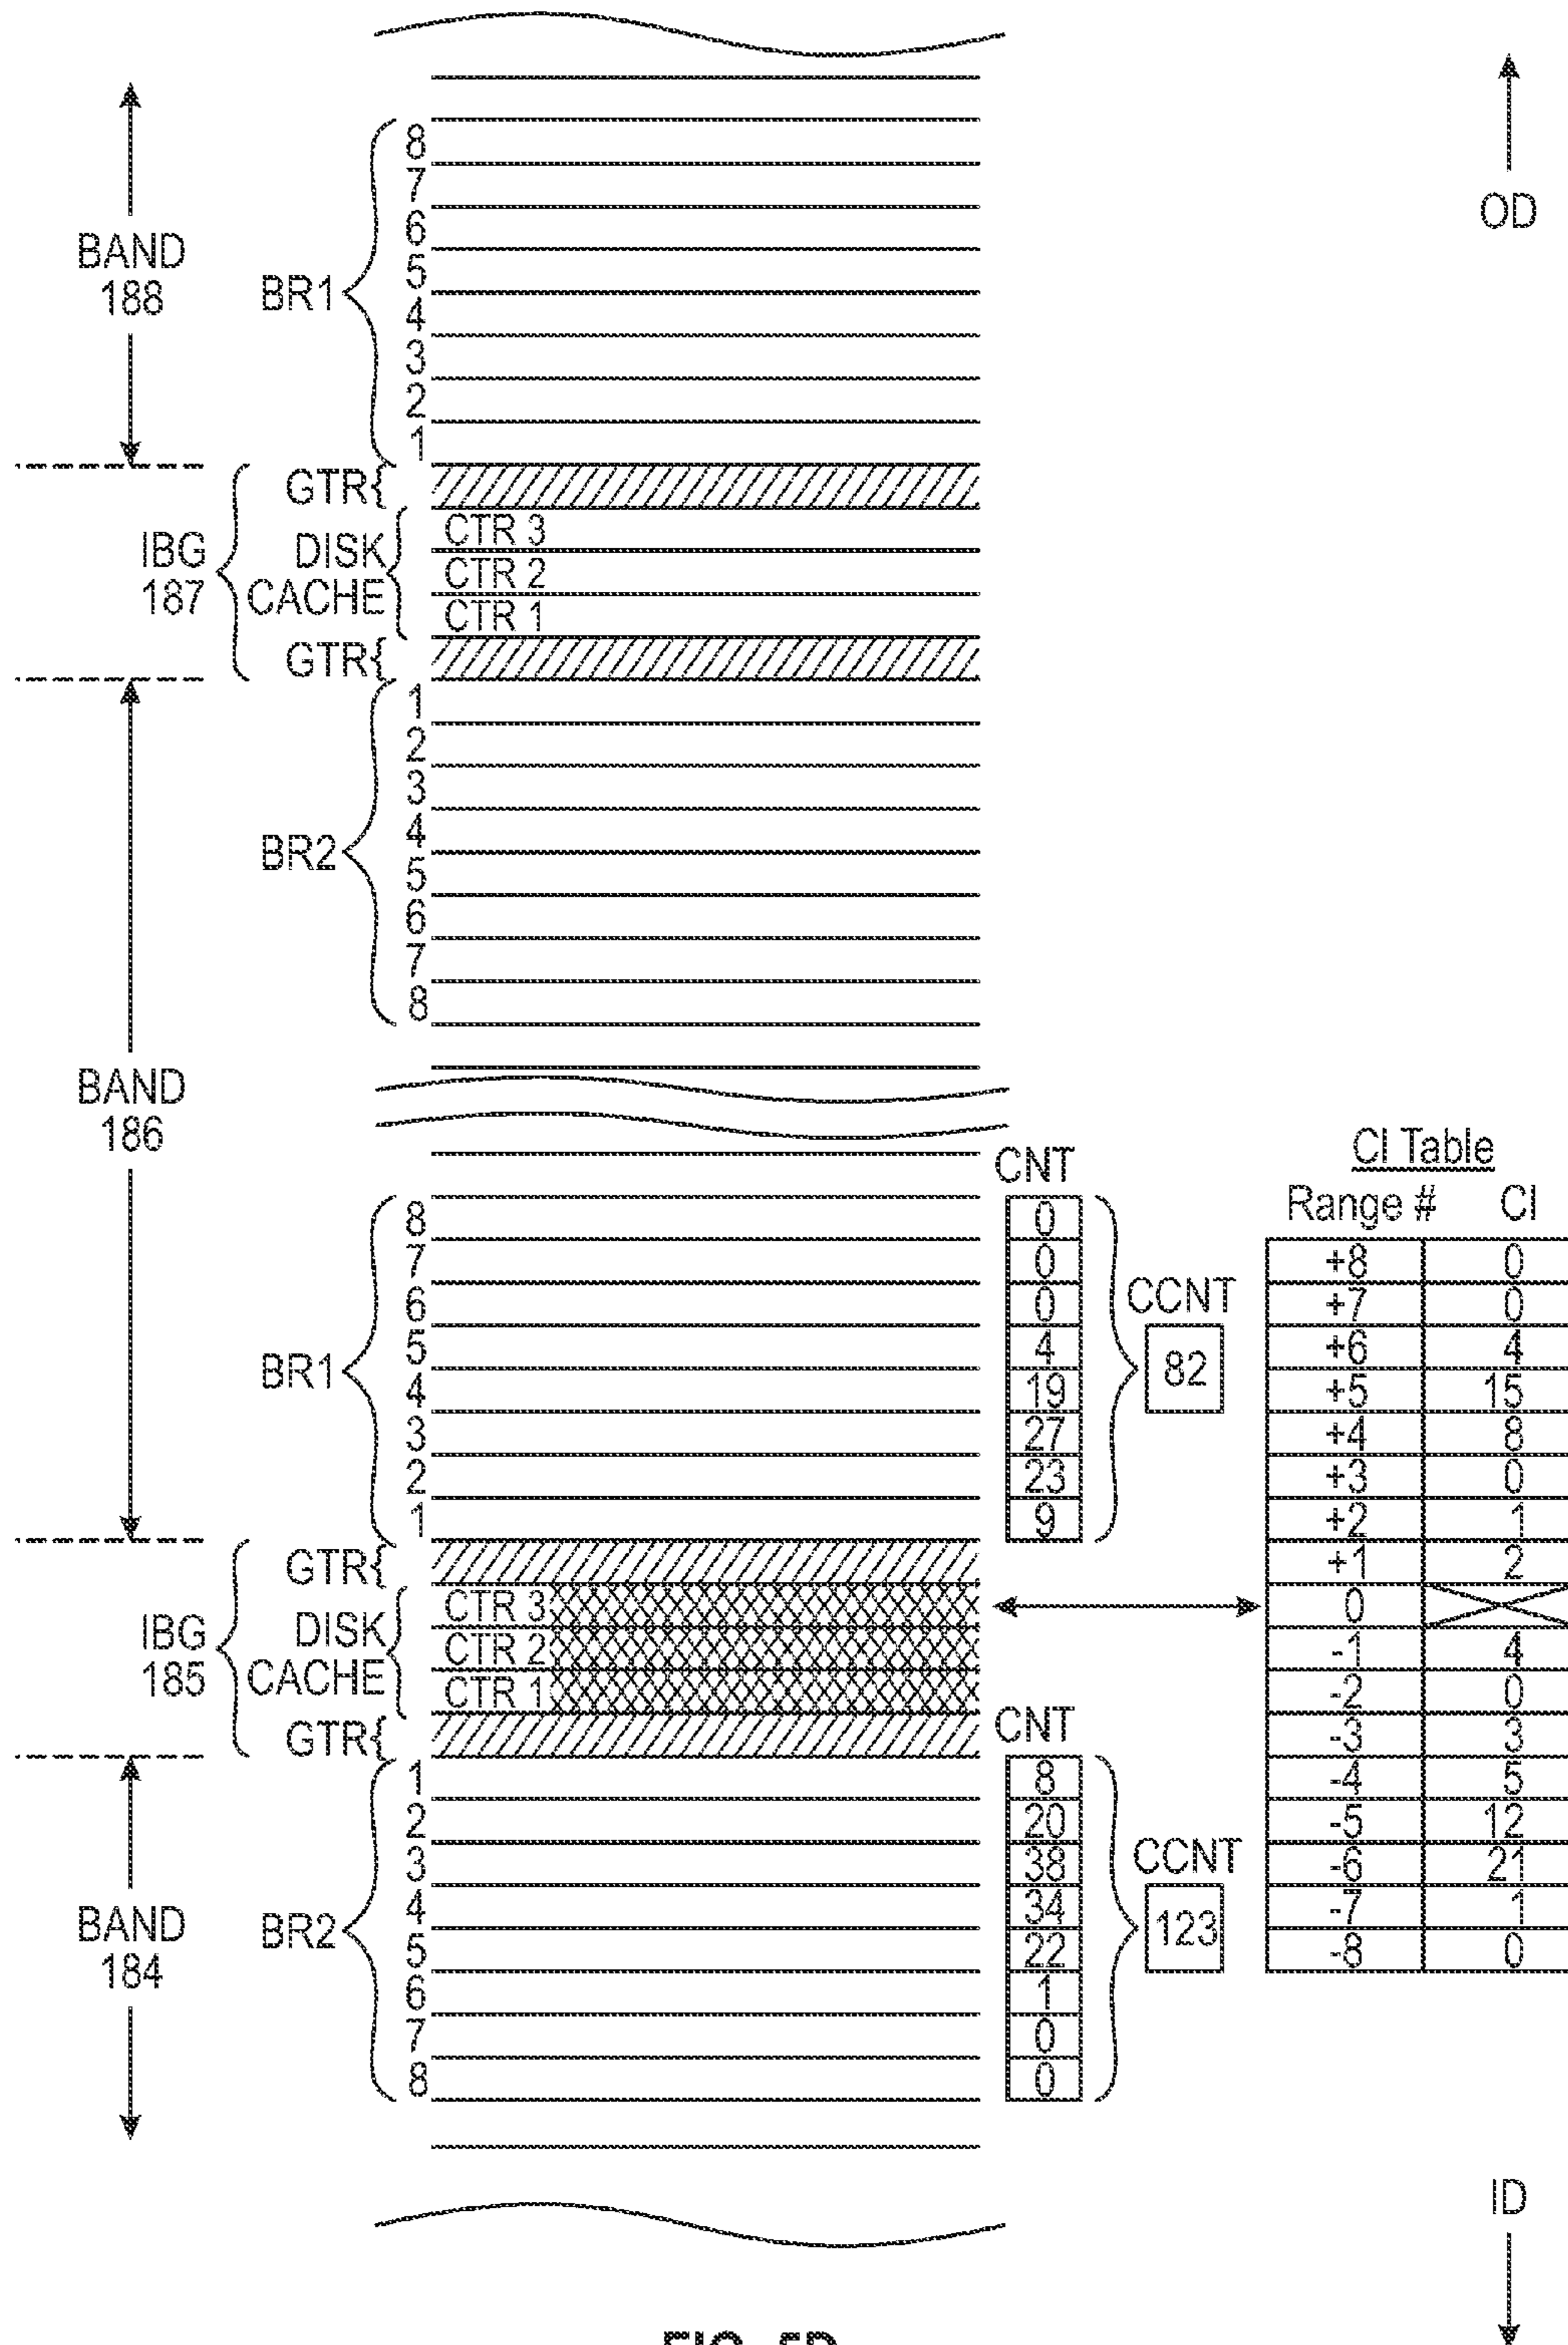 OD
BAND
188
BR1
8
7
6
5
4
3
2
1
GTR
IBG
187
DISK
CACHE
CTR 3
CTR 2
CTR 1
GTR
BAND
186
BR2
1
2
3
4
5
6
7
8
BR1
8
7
6
5
4
3
2
1
CNT
0
0
0
4
19
27
23
9
CCNT
82
CI Table
Range # CI
+8 0
+7 0
+6 4
+5 15
+4 8
+3 0
+2 1
+1 2
0
-1 4
-2 0
-3 3
-4 5
-5 12
-6 21
-7 1
-8 0
GTR
IBG
185
DISK
CACHE
CTR 3
CTR 2
CTR 1
GTR
BAND
184
BR2
1
2
3
4
5
6
7
8
CNT
8
20
38
34
22
1
0
0
CCNT
123
ID